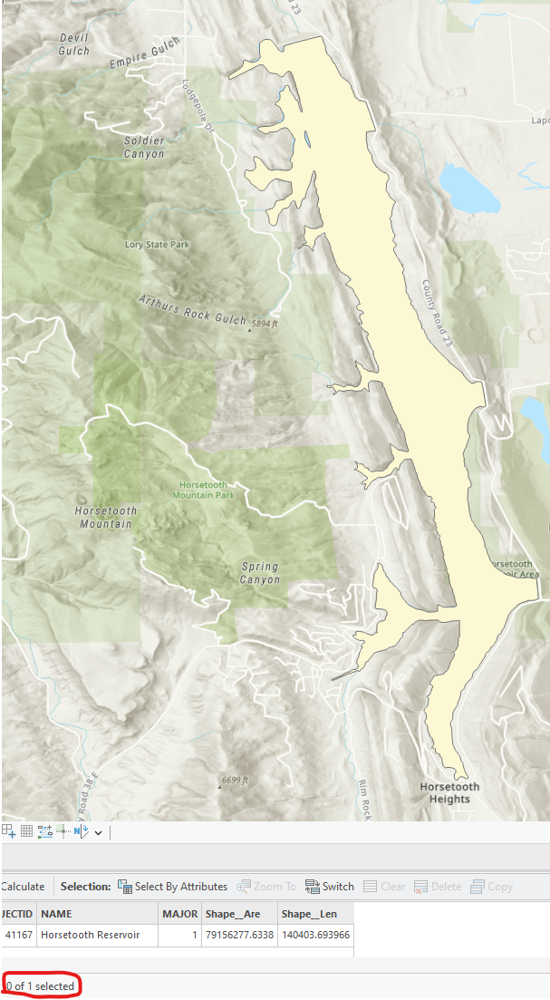 23
Devil
Gulch
Empire Gulch
Lodgepole Dr
Lapo
Soldier
Canyon
Lory State Park
Arthurs Rock Gulch
5894 ft
County Road 23
W
Horsetooth
Mountain Park
Horsetooth
Mountain
Spring
Canyon
orsetooth
oir Area
6699 ft
y Road 38 E
Rim Rock
Horsetooth
Heights
N
Calculate Selection: Select By Attributes Zoom To Switch Clear Delete Copy
JECTID NAME MAJOR Shape__Are Shape__Len
41167 Horsetooth Reservoir 1 79156277.6338 140403.693966
0 of 1 selected